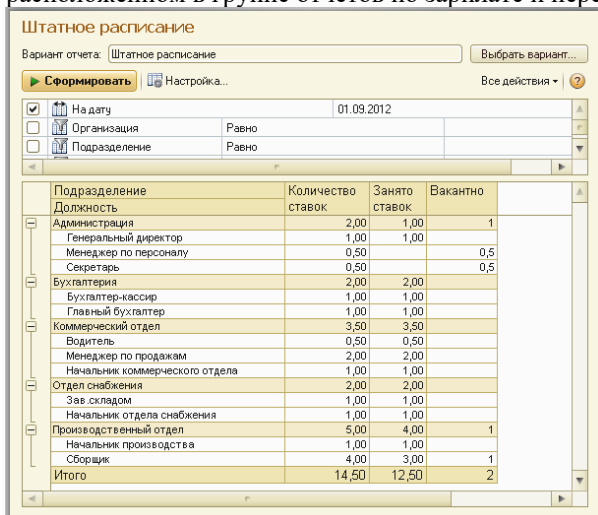 расположенном в группе отчетов по зарплате и пере
Штатное расписание
Вариант отчета: Штатное расписание Выбрать вариант...
Сформировать Настройка... Все действия
На дату 01.09.2012
Организация Равно
Подразделение Равно
Подразделение Количество ставок Занято ставок Вакантно
Должность
Администрация 2,00 1,00 1
Генеральный директор 1,00 1,00
Менеджер по персоналу 0,50 0,5
Секретарь 0,50 0,5
Бухгалтерия 2,00 2,00
Бухгалтер-кассир 1,00 1,00
Главный бухгалтер 1,00 1,00
Коммерческий отдел 3,50 3,50
Водитель 0,50 0,50
Менеджер по продажам 2,00 2,00
Начальник коммерческого отдела 1,00 1,00
Отдел снабжения 2,00 2,00
Зав.складом 1,00 1,00
Начальник отдела снабжения 1,00 1,00
Производственный отдел 5,00 4,00 1
Начальник производства 1,00 1,00
Сборщик 4,00 3,00 1
Итого 14,50 12,50 2